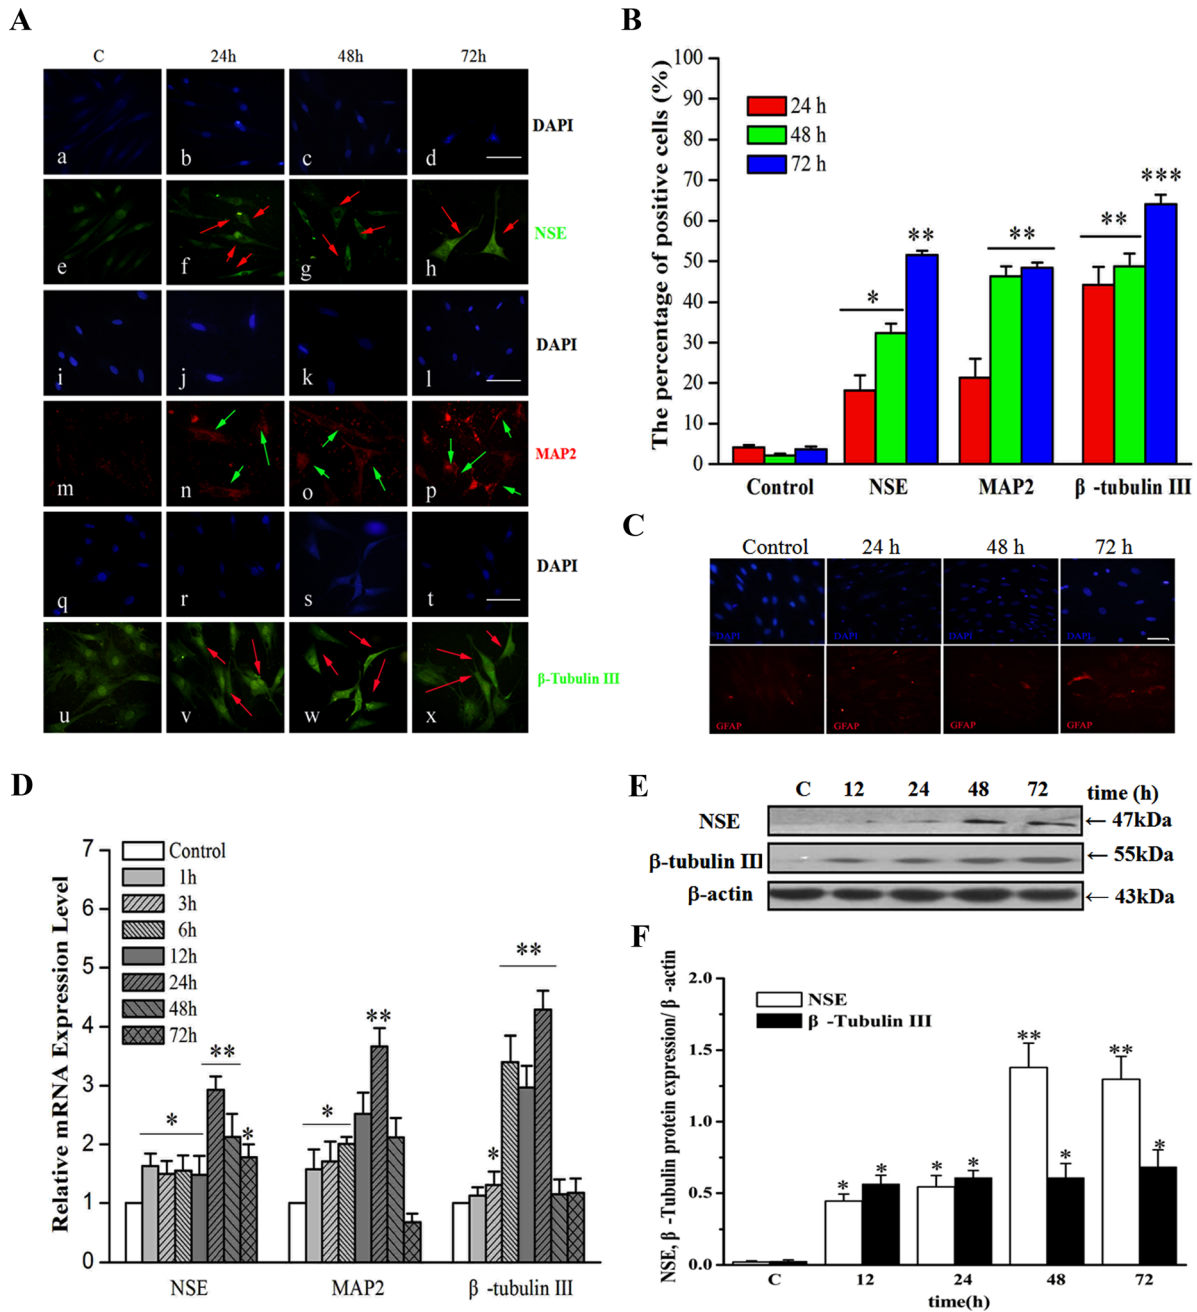 A
C 24h 48h 72h
a b c d DAPI
e f g h NSE
i j k l DAPI
m n o p MAP2
q r s t DAPI
u v w x β-Tubulin III
B
The percentage of positive cells (%)
100
90
80
70
60
50
40
30
20
10
0
24 h
48 h
72 h
* ** ** ** ***
Control NSE MAP2 β -tubulin III
C
Control 24 h 48 h 72 h
DAPI DAPI DAPI DAPI
GFAP GFAP GFAP GFAP
D
Relative mRNA Expression Level
7
6
5
4
3
2
1
0
Control
1h
3h
6h
12h
24h
48h
72h
* ** * * ** * **
NSE MAP2 β -tubulin III
E
C 12 24 48 72 time (h)
NSE ←47kDa
β-tubulin III ←55kDa
β-actin ←43kDa
F
NSE, β -Tubulin protein expression/ β -actin
2.0
1.5
1.0
0.5
0.0
NSE
β -Tubulin III
* * * * ** * ** *
C 12 24 48 72
time(h)